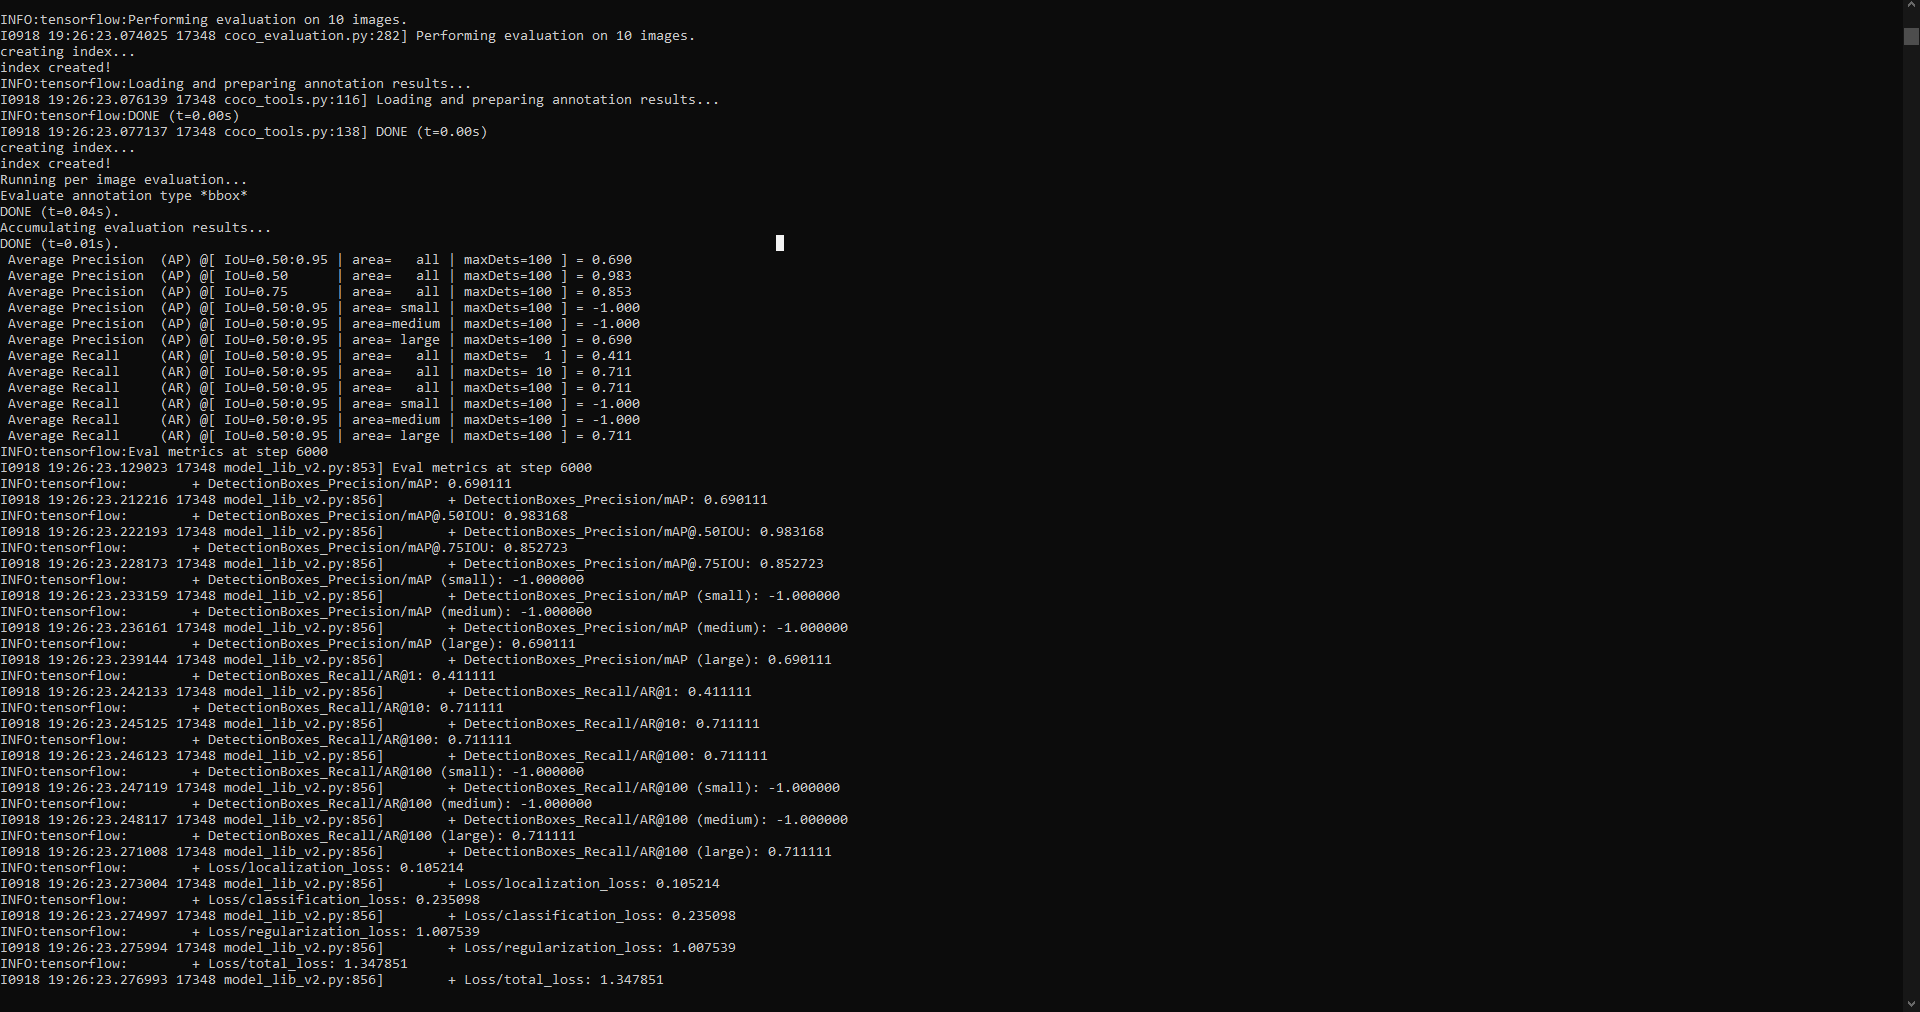 INFO:tensorflow:Performing evaluation on 10 images.
I0918 19:26:23.074025 17348 coco_evaluation.py:282] Performing evaluation on 10 images.
creating index...
index created!
INFO:tensorflow:Loading and preparing annotation results...
I0918 19:26:23.076139 17348 coco_tools.py:116] Loading and preparing annotation results...
INFO:tensorflow:DONE (t=0.00s)
I0918 19:26:23.077137 17348 coco_tools.py:138] DONE (t=0.00s)
creating index...
index created!
Running per image evaluation...
Evaluate annotation type *bbox*
DONE (t=0.04s).
Accumulating evaluation results...
DONE (t=0.01s).
 Average Precision  (AP) @[ IoU=0.50:0.95 | area=   all | maxDets=100 ] = 0.690
 Average Precision  (AP) @[ IoU=0.50      | area=   all | maxDets=100 ] = 0.983
 Average Precision  (AP) @[ IoU=0.75      | area=   all | maxDets=100 ] = 0.853
 Average Precision  (AP) @[ IoU=0.50:0.95 | area= small | maxDets=100 ] = -1.000
 Average Precision  (AP) @[ IoU=0.50:0.95 | area=medium | maxDets=100 ] = -1.000
 Average Precision  (AP) @[ IoU=0.50:0.95 | area= large | maxDets=100 ] = 0.690
 Average Recall     (AR) @[ IoU=0.50:0.95 | area=   all | maxDets=  1 ] = 0.411
 Average Recall     (AR) @[ IoU=0.50:0.95 | area=   all | maxDets= 10 ] = 0.711
 Average Recall     (AR) @[ IoU=0.50:0.95 | area=   all | maxDets=100 ] = 0.711
 Average Recall     (AR) @[ IoU=0.50:0.95 | area= small | maxDets=100 ] = -1.000
 Average Recall     (AR) @[ IoU=0.50:0.95 | area=medium | maxDets=100 ] = -1.000
 Average Recall     (AR) @[ IoU=0.50:0.95 | area= large | maxDets=100 ] = 0.711
INFO:tensorflow:Eval metrics at step 6000
I0918 19:26:23.129023 17348 model_lib_v2.py:853] Eval metrics at step 6000
INFO:tensorflow:        + DetectionBoxes_Precision/mAP: 0.690111
I0918 19:26:23.212216 17348 model_lib_v2.py:856]        + DetectionBoxes_Precision/mAP: 0.690111
INFO:tensorflow:        + DetectionBoxes_Precision/mAP@.50IOU: 0.983168
I0918 19:26:23.222193 17348 model_lib_v2.py:856]        + DetectionBoxes_Precision/mAP@.50IOU: 0.983168
INFO:tensorflow:        + DetectionBoxes_Precision/mAP@.75IOU: 0.852723
I0918 19:26:23.228173 17348 model_lib_v2.py:856]        + DetectionBoxes_Precision/mAP@.75IOU: 0.852723
INFO:tensorflow:        + DetectionBoxes_Precision/mAP (small): -1.000000
I0918 19:26:23.233159 17348 model_lib_v2.py:856]        + DetectionBoxes_Precision/mAP (small): -1.000000
INFO:tensorflow:        + DetectionBoxes_Precision/mAP (medium): -1.000000
I0918 19:26:23.236161 17348 model_lib_v2.py:856]        + DetectionBoxes_Precision/mAP (medium): -1.000000
INFO:tensorflow:        + DetectionBoxes_Precision/mAP (large): 0.690111
I0918 19:26:23.239144 17348 model_lib_v2.py:856]        + DetectionBoxes_Precision/mAP (large): 0.690111
INFO:tensorflow:        + DetectionBoxes_Recall/AR@1: 0.411111
I0918 19:26:23.242133 17348 model_lib_v2.py:856]        + DetectionBoxes_Recall/AR@1: 0.411111
INFO:tensorflow:        + DetectionBoxes_Recall/AR@10: 0.711111
I0918 19:26:23.245125 17348 model_lib_v2.py:856]        + DetectionBoxes_Recall/AR@10: 0.711111
INFO:tensorflow:        + DetectionBoxes_Recall/AR@100: 0.711111
I0918 19:26:23.246123 17348 model_lib_v2.py:856]        + DetectionBoxes_Recall/AR@100: 0.711111
INFO:tensorflow:        + DetectionBoxes_Recall/AR@100 (small): -1.000000
I0918 19:26:23.247119 17348 model_lib_v2.py:856]        + DetectionBoxes_Recall/AR@100 (small): -1.000000
INFO:tensorflow:        + DetectionBoxes_Recall/AR@100 (medium): -1.000000
I0918 19:26:23.248117 17348 model_lib_v2.py:856]        + DetectionBoxes_Recall/AR@100 (medium): -1.000000
INFO:tensorflow:        + DetectionBoxes_Recall/AR@100 (large): 0.711111
I0918 19:26:23.271008 17348 model_lib_v2.py:856]        + DetectionBoxes_Recall/AR@100 (large): 0.711111
INFO:tensorflow:        + Loss/localization_loss: 0.105214
I0918 19:26:23.273004 17348 model_lib_v2.py:856]        + Loss/localization_loss: 0.105214
INFO:tensorflow:        + Loss/classification_loss: 0.235098
I0918 19:26:23.274997 17348 model_lib_v2.py:856]        + Loss/classification_loss: 0.235098
INFO:tensorflow:        + Loss/regularization_loss: 1.007539
I0918 19:26:23.275994 17348 model_lib_v2.py:856]        + Loss/regularization_loss: 1.007539
INFO:tensorflow:        + Loss/total_loss: 1.347851
I0918 19:26:23.276993 17348 model_lib_v2.py:856]        + Loss/total_loss: 1.347851